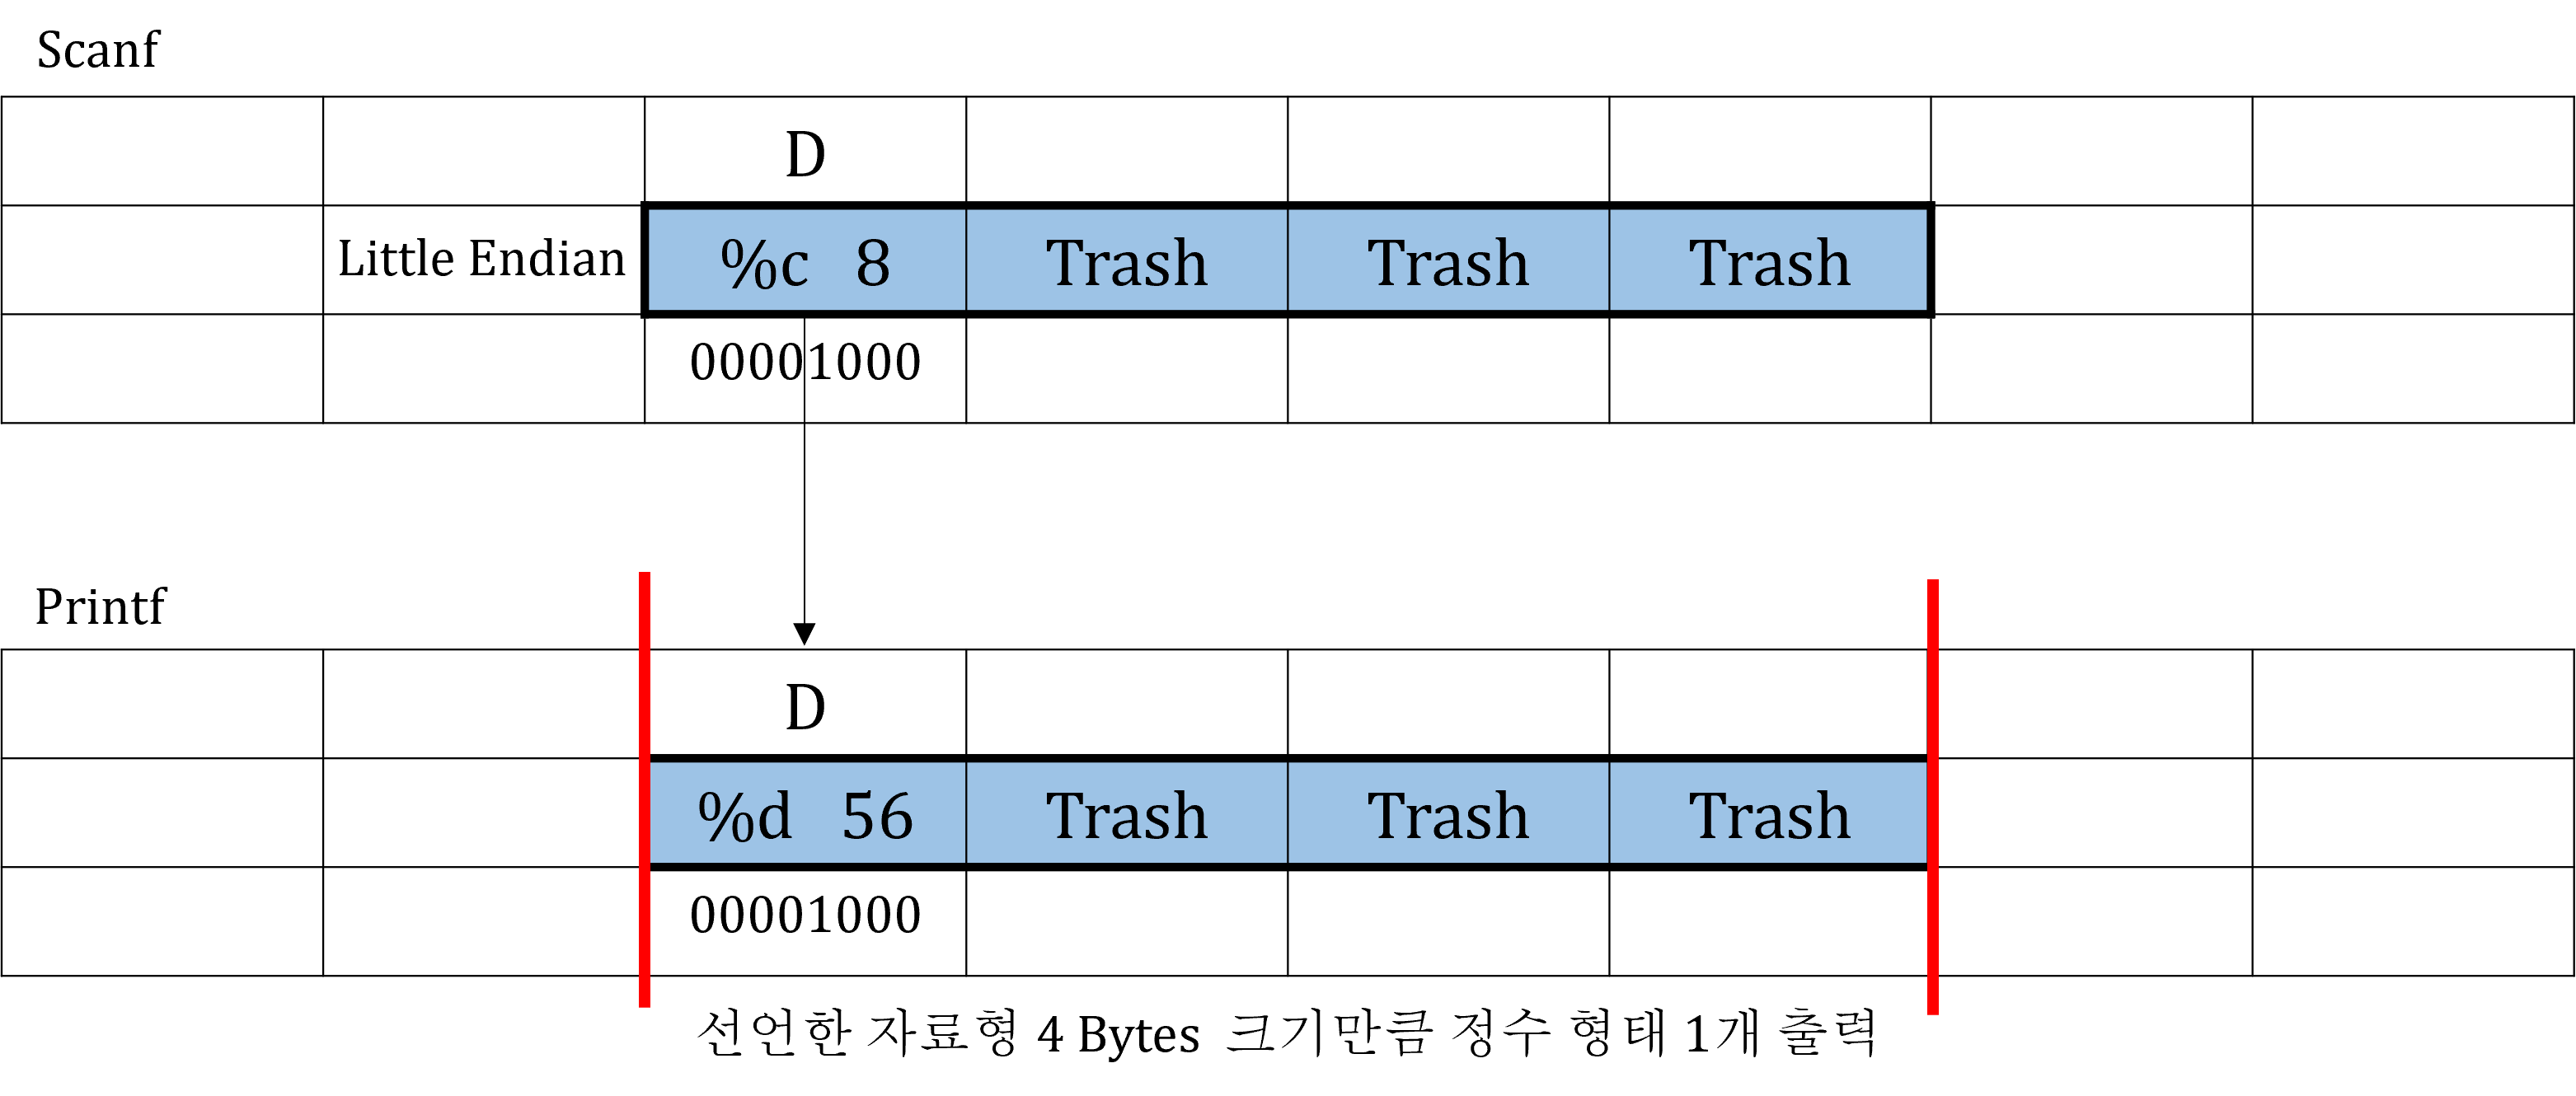 Scanf
D
Little Endian %c 8 Trash Trash Trash
00001000
Printf
D
%d 56 Trash Trash Trash
00001000
선언한 자료형 4 Bytes 크기만큼 정수 형태 1개 출력